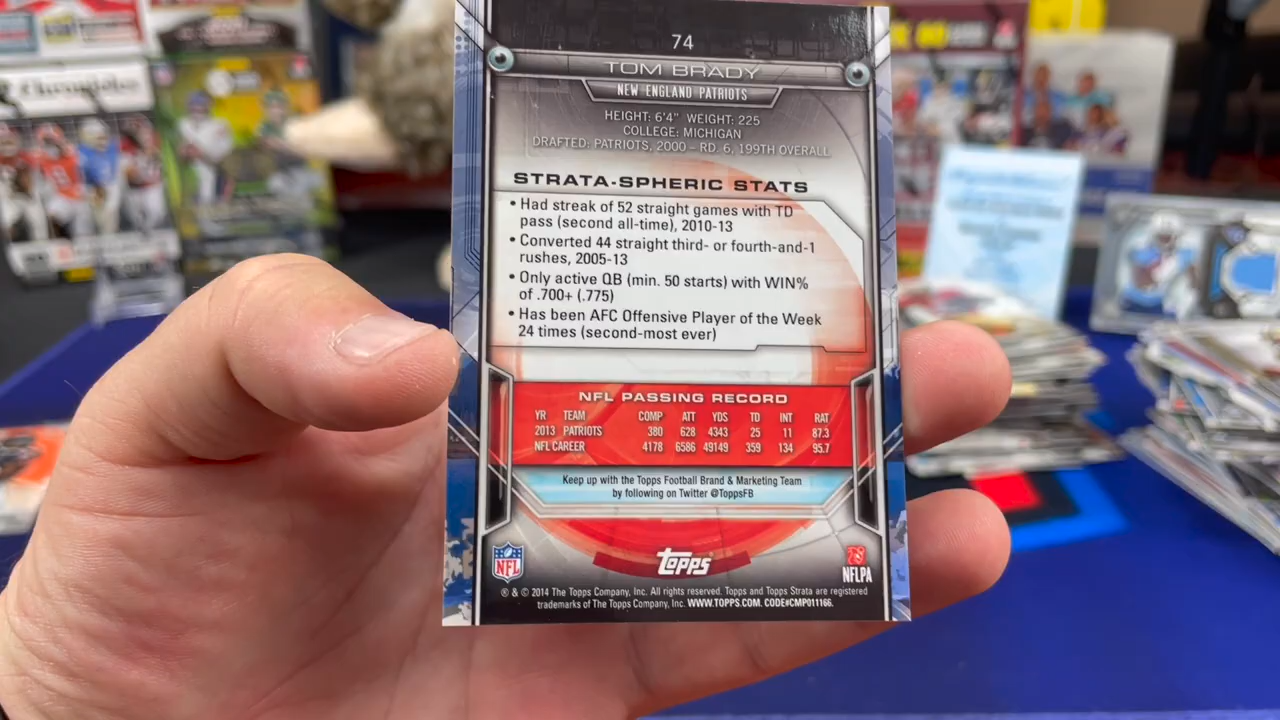 74
TOM BRADY
NEW ENGLAND PATRIOTS
HEIGHT: 6'4" WEIGHT: 225
COLLEGE: MICHIGAN
DRAFTED: PATRIOTS, 2000 – RD. 6, 199TH OVERALL
STRATA-SPHERIC STATS
• Had streak of 52 straight games with TD
pass (second all-time), 2010-13
• Converted 44 straight third- or fourth-and-1
rushes, 2005-13
• Only active QB (min. 50 starts) with WIN%
of .700+ (.775)
• Has been AFC Offensive Player of the Week
24 times (second-most ever)
NFL PASSING RECORD
YR TEAM COMP ATT YDS TD INT RAT
2013 PATRIOTS 380 628 4343 25 11 87.3
NFL CAREER 4178 6586 49149 359 134 95.7
Keep up with the Topps Football Brand & Marketing Team
by following on Twitter @ToppsFB
NFL
topps
NFLPA
® & © 2014 The Topps Company, Inc. All rights reserved. Topps and Topps Strata are registered
trademarks of The Topps Company, Inc. WWW.TOPPS.COM. CODE#CMP011166.
Chronicles